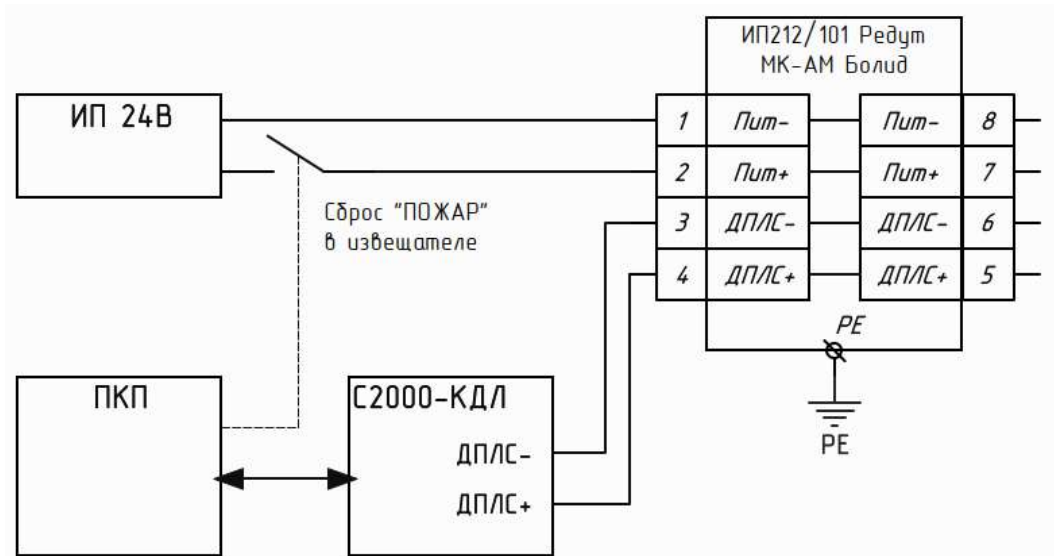 ИП212/101 Редут
МК-АМ Болид
ИП 24В
1 Пит- Пит- 8
2 Пит+ Пит+ 7
Сброс "ПОЖАР"
в извещателе
3 ДПЛС- ДПЛС- 6
4 ДПЛС+ ДПЛС+ 5
PE
PE
ПКП
С2000-КДЛ
ДПЛС-
ДПЛС+